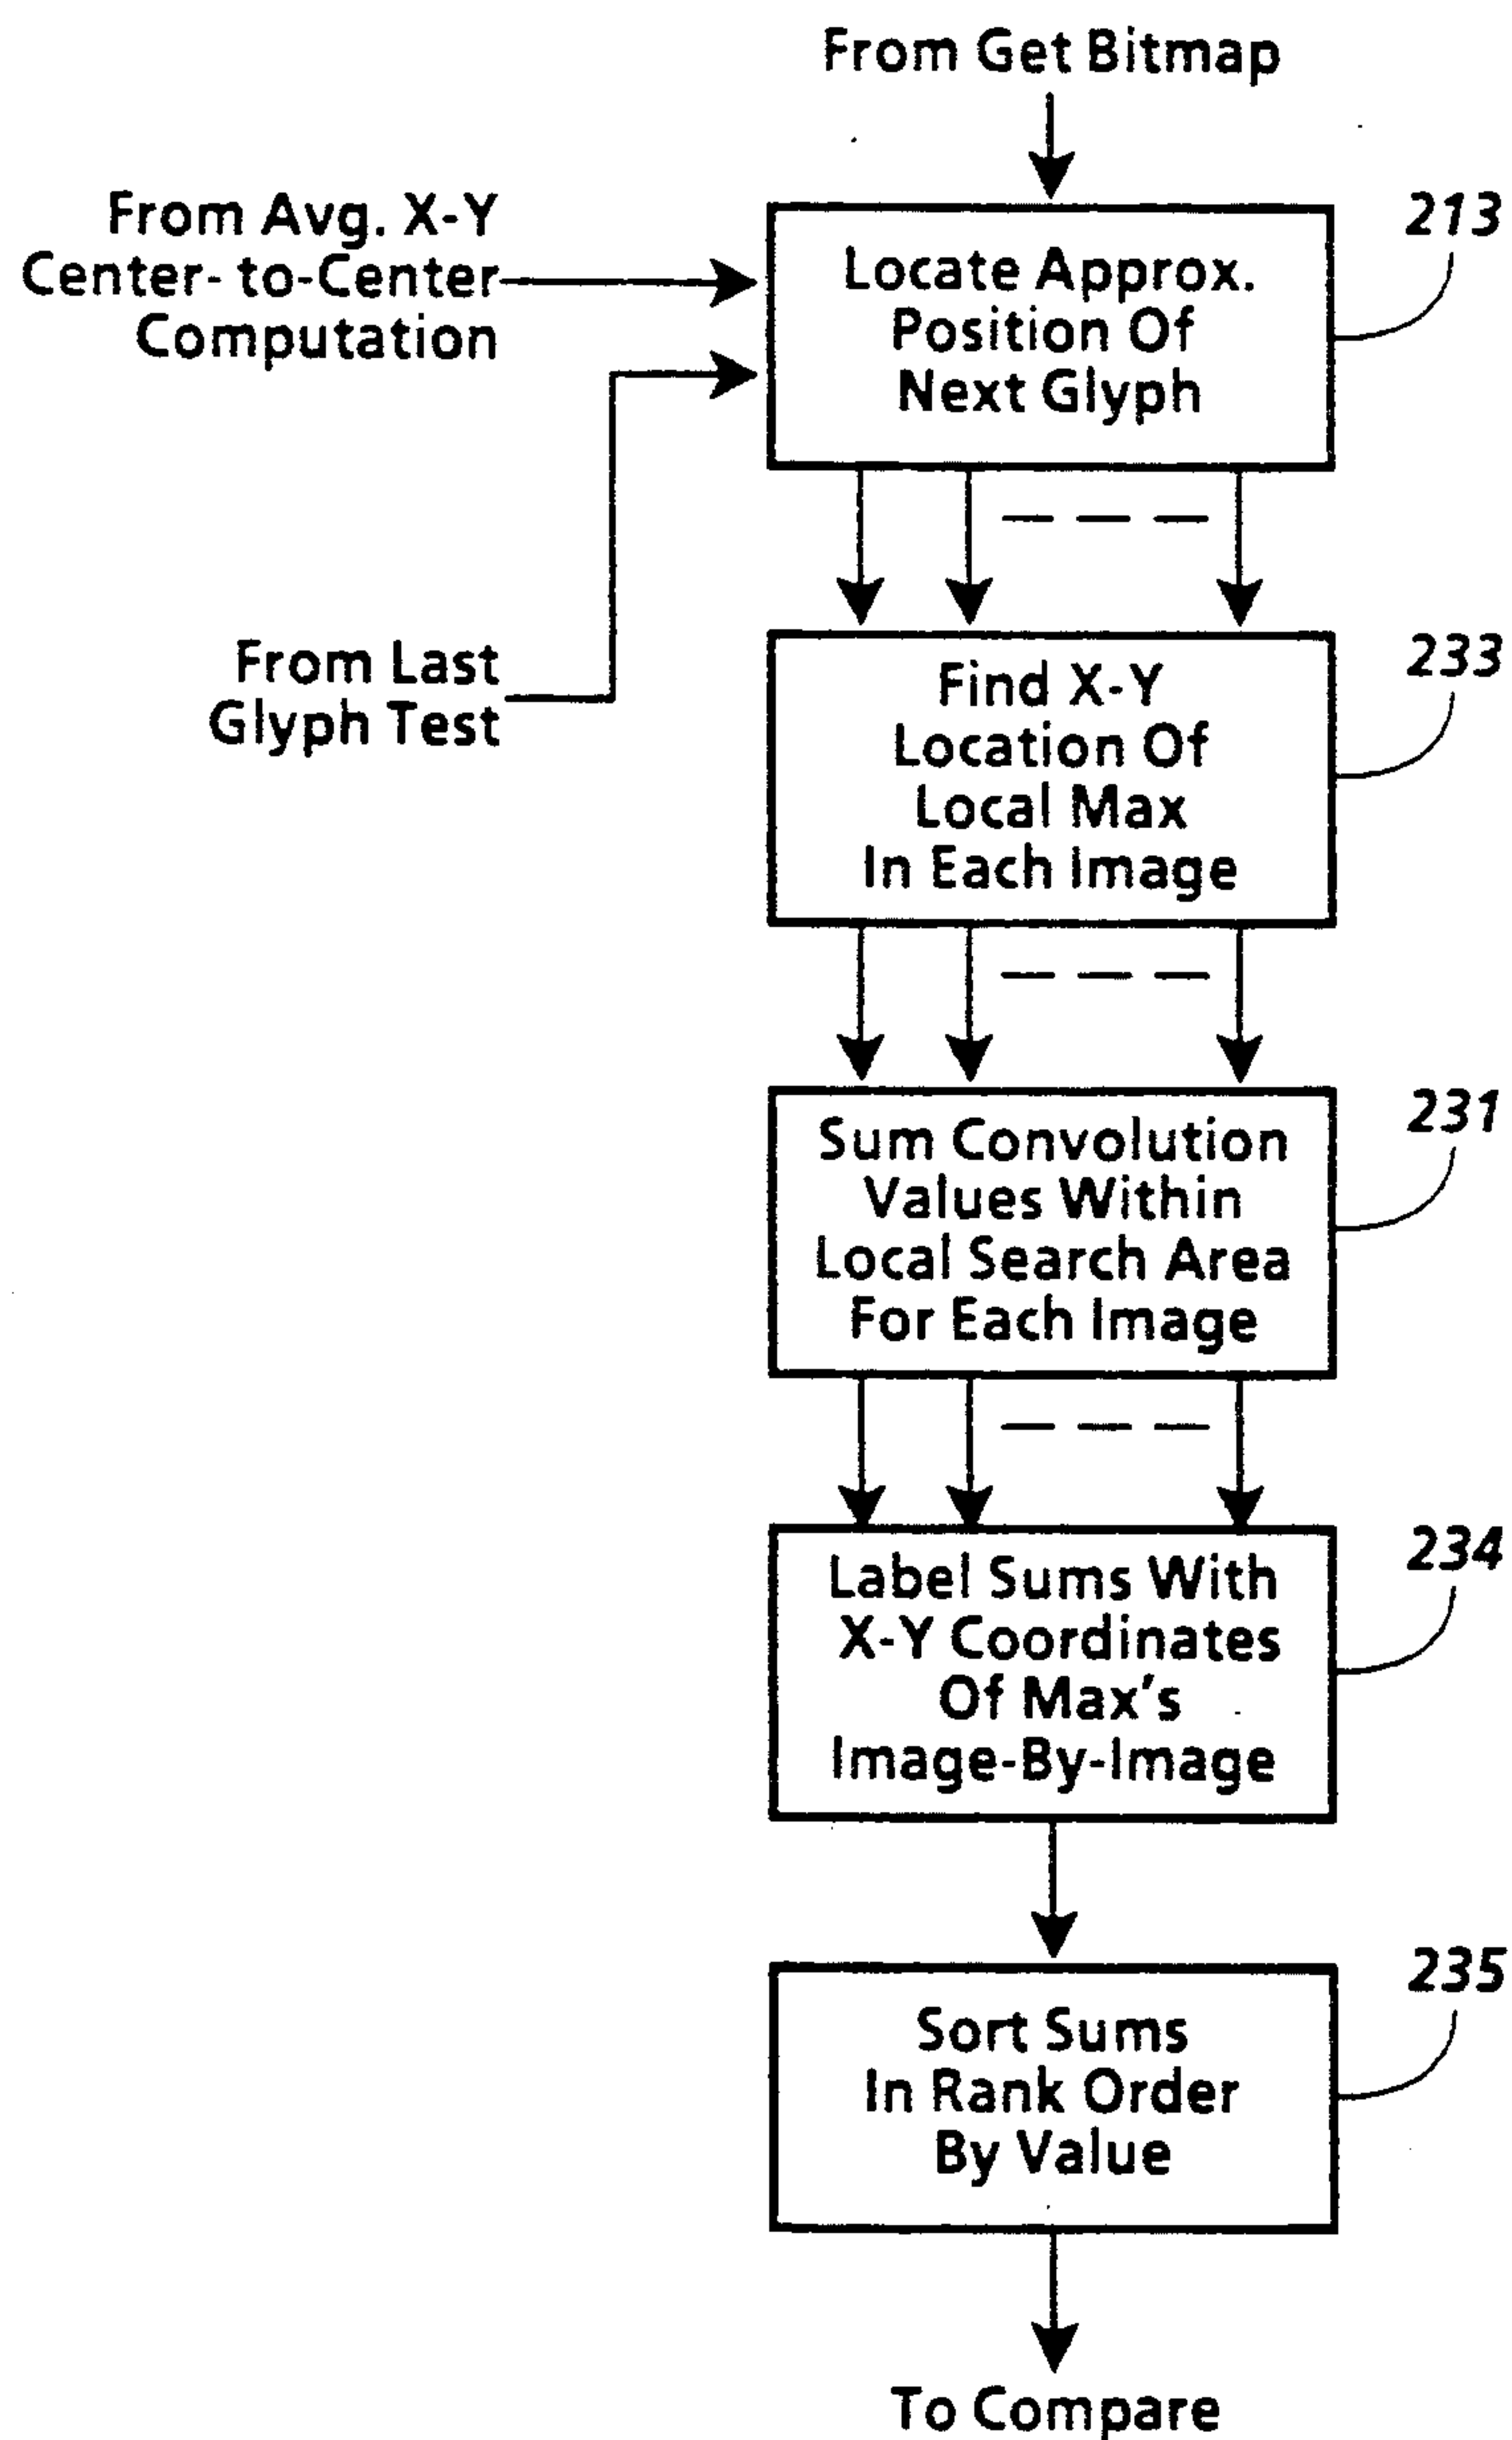 From Get Bitmap
From Avg. X-Y
Center- to-Center
Computation
213
Locate Approx.
Position Of
Next Glyph
From Last
Glyph Test
233
Find X-Y
Location Of
Local Max
In Each Image
231
Sum Convolution
Values Within
Local Search Area
For Each Image
234
Label Sums With
X-Y Coordinates
Of Max's
Image-By-Image
235
Sort Sums
In Rank Order
By Value
To Compare